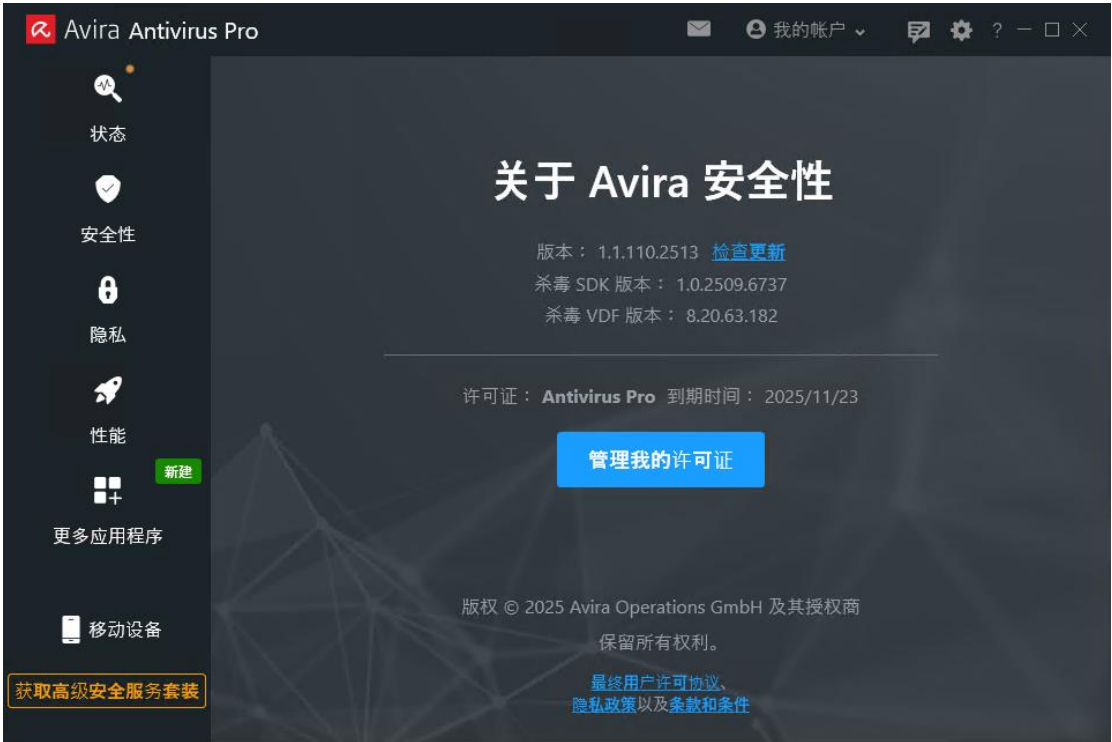 Avira Antivirus Pro
我的帐户
?
状态
安全性
隐私
性能
新建
更多应用程序
移动设备
获取高级安全服务套装
关于 Avira 安全性
版本： 1.1.110.2513 检查更新
杀毒 SDK 版本： 1.0.2509.6737
杀毒 VDF 版本： 8.20.63.182
许可证： Antivirus Pro 到期时间： 2025/11/23
管理我的许可证
版权 © 2025 Avira Operations GmbH 及其授权商
保留所有权利。
最终用户许可协议、
隐私政策以及条款和条件